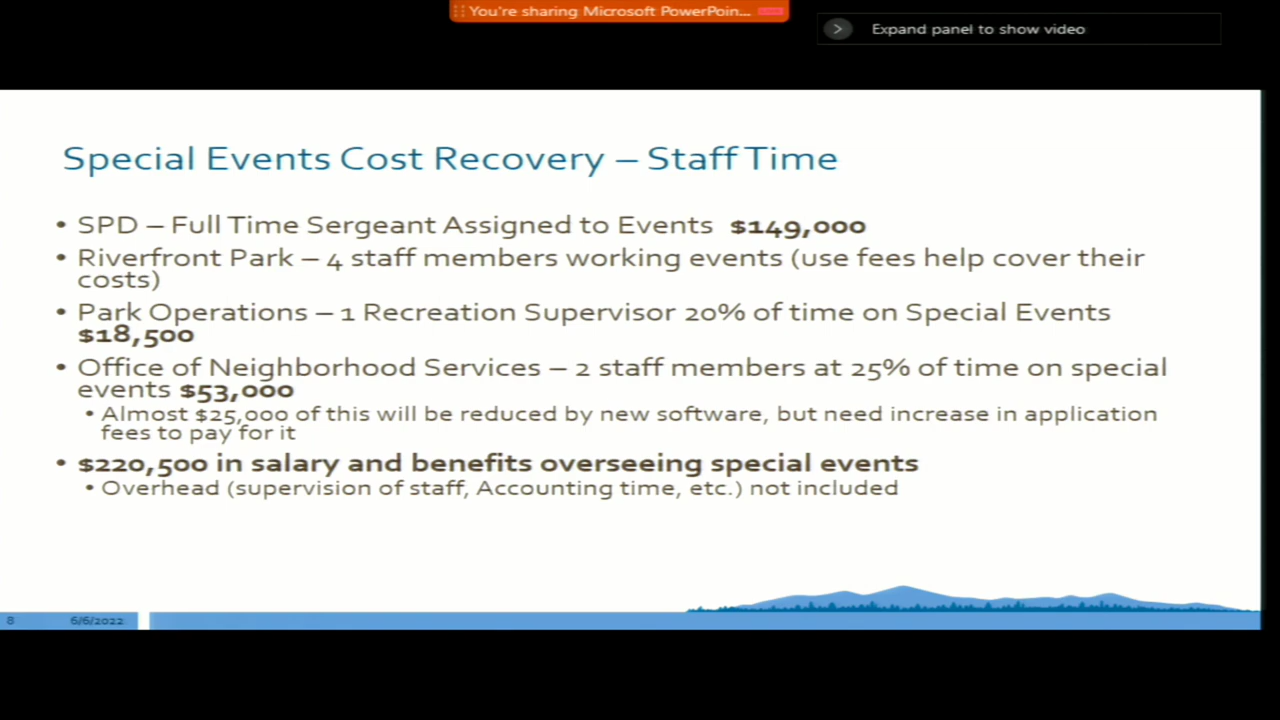 You're sharing Microsoft PowerPoin...
Expand panel to show video
Special Events Cost Recovery – Staff Time
• SPD – Full Time Sergeant Assigned to Events $149,000
• Riverfront Park – 4 staff members working events (use fees help cover their
costs)
• Park Operations – 1 Recreation Supervisor 20% of time on Special Events
$18,500
• Office of Neighborhood Services – 2 staff members at 25% of time on special
events $53,000
• Almost $25,000 of this will be reduced by new software, but need increase in application
fees to pay for it
• $220,500 in salary and benefits overseeing special events
• Overhead (supervision of staff, Accounting time, etc.) not included
8 6/6/2022